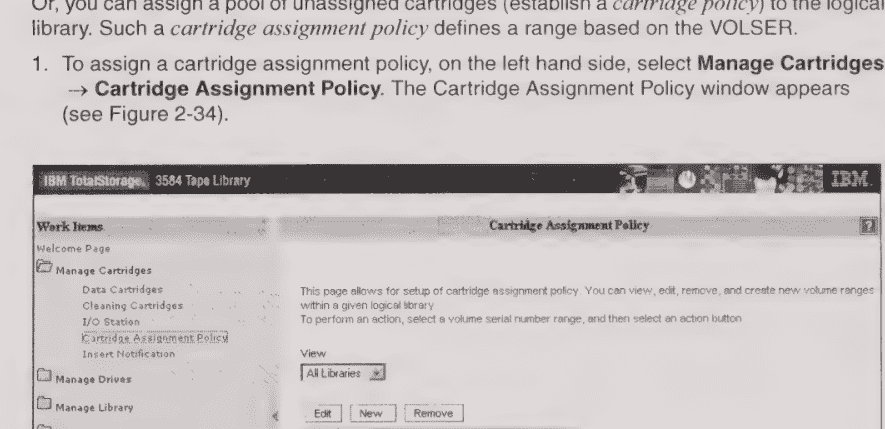 Or, you can assign a pool of unassigned cartridges (establish a cartridge policy) to the logical
library. Such a cartridge assignment policy defines a range based on the VOLSER.
1. To assign a cartridge assignment policy, on the left hand side, select Manage Cartridges
→ Cartridge Assignment Policy. The Cartridge Assignment Policy window appears
(see Figure 2-34).
IBM TotalStorage. 3584 Tape Library
IBM.
Work Items
Welcome Page
Manage Cartridges
Data Cartridges
Cleaning Cartridges
I/O Station
Cartridge Assignment Policy
Insert Notification
Manage Drives
Manage Library
Cartridge Assignment Policy
?
This page allows for setup of cartridge assignment policy. You can view, edit, remove, and create new volume ranges
within a given logical library
To perform an action, select a volume serial number range, and then select an action button
View
All Libraries
Edit New Remove